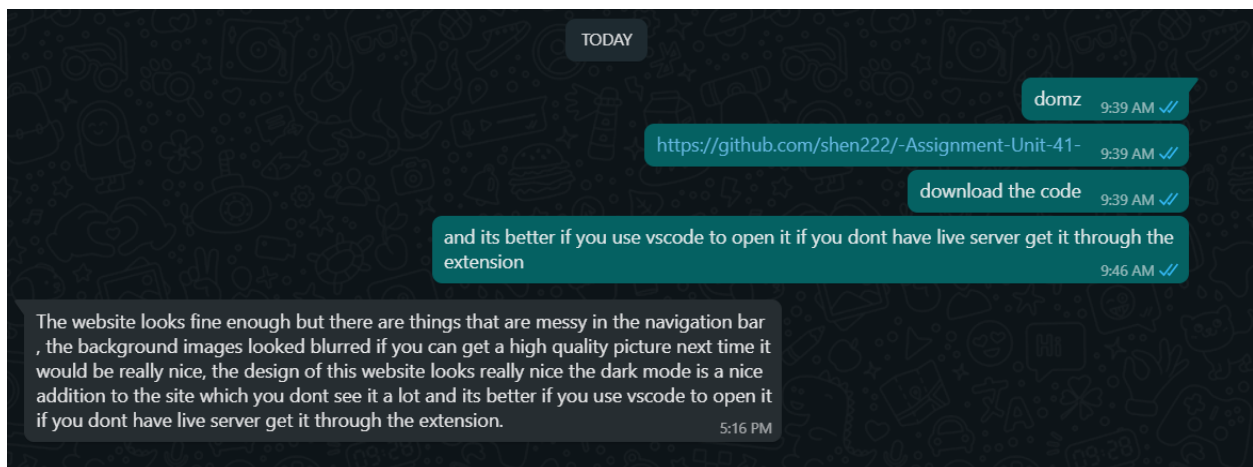 TODAY
domz 9:39 AM
https://github.com/shen222/-Assignment-Unit-41- 9:39 AM
download the code 9:39 AM
and its better if you use vscode to open it if you dont have live server get it through the
extension
9:46 AM
The website looks fine enough but there are things that are messy in the navigation bar
, the background images looked blurred if you can get a high quality picture next time it
would be really nice, the design of this website looks really nice the dark mode is a nice
addition to the site which you dont see it a lot and its better if you use vscode to open it
if you dont have live server get it through the extension.
5:16 PM